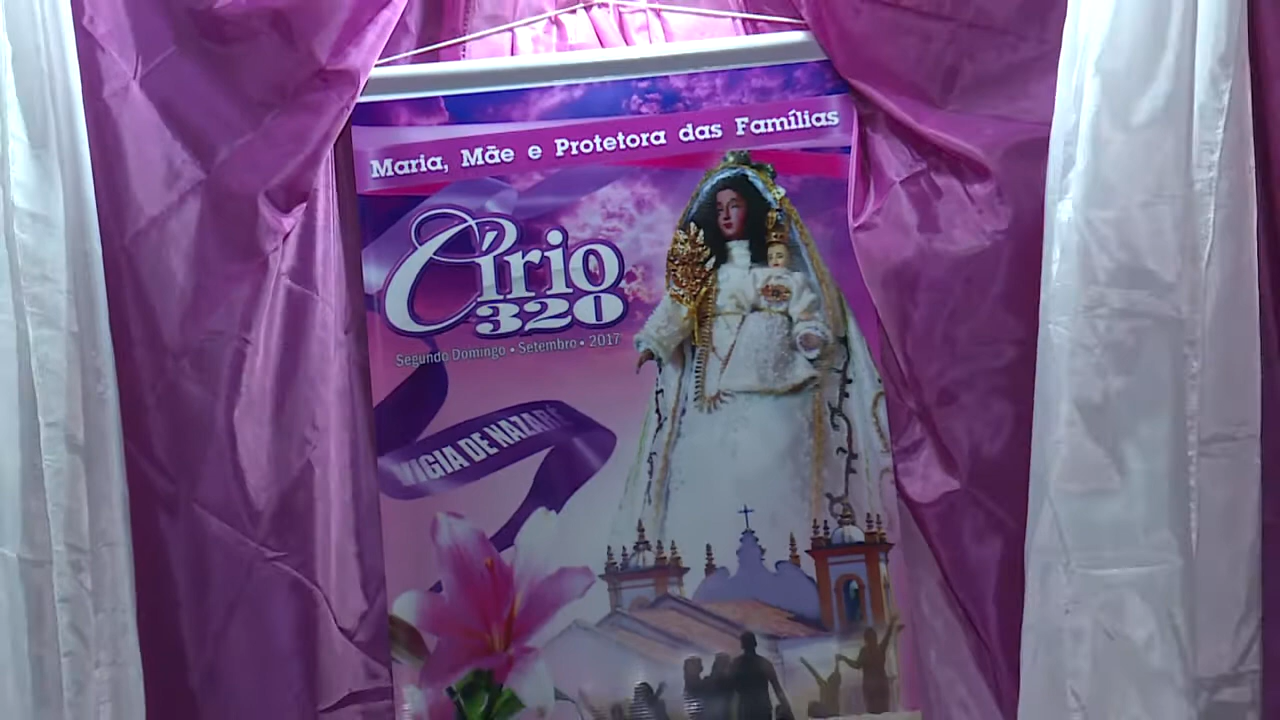 Maria, Mãe e Protetora das Famílias
Círio
320
Segundo Domingo • Setembro • 2017
VIGIA DE NAZARÉ